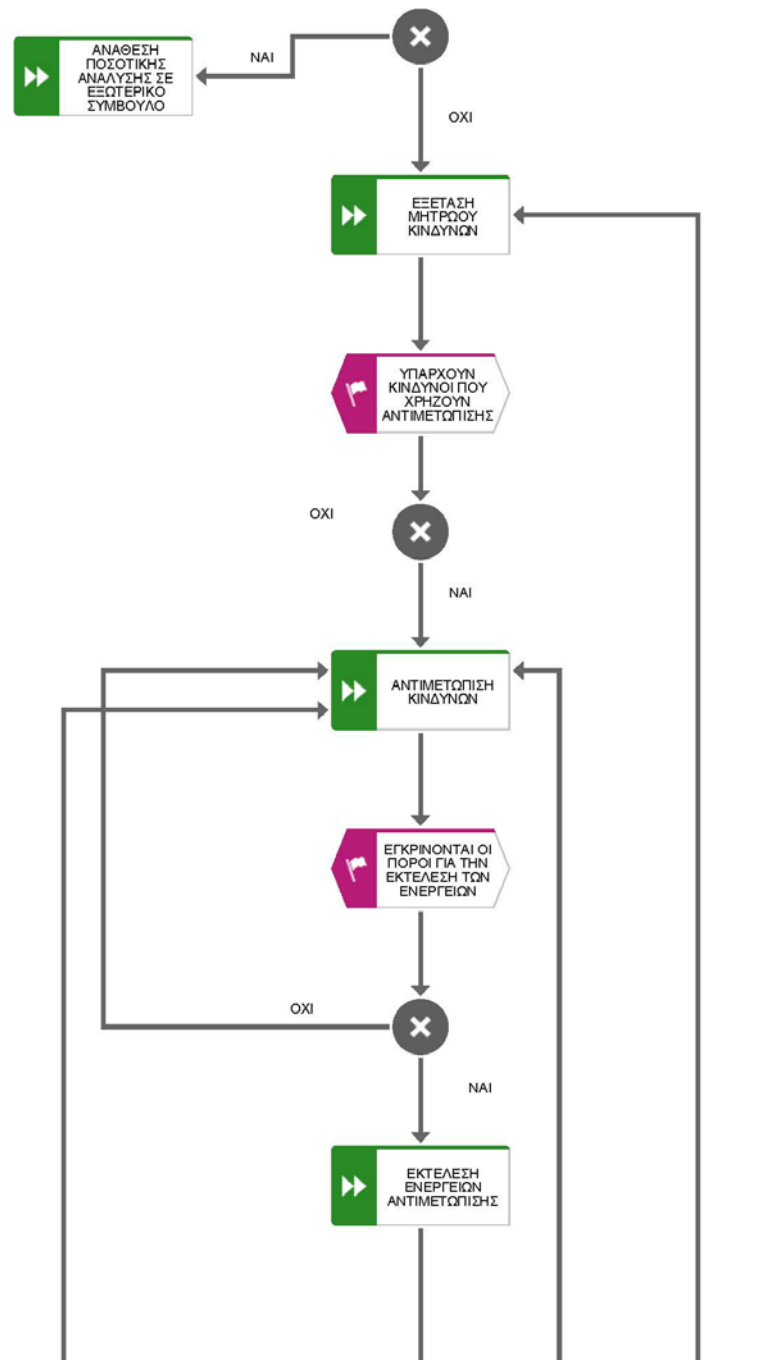 ΑΝΑΘΕΣΗ
ΠΟΣΟΤΙΚΗΣ
ΑΝΑΛΥΣΗΣ ΣΕ
ΕΞΩΤΕΡΙΚΟ
ΣΥΜΒΟΥΛΟ
ΝΑΙ
ΟΧΙ
ΕΞΕΤΑΣΗ
ΜΗΤΡΩΟΥ
ΚΙΝΔΥΝΩΝ
ΥΠΑΡΧΟΥΝ
ΚΙΝΔΥΝΟΙ ΠΟΥ
ΧΡΗΖΟΥΝ
ΑΝΤΙΜΕΤΩΠΙΣΗΣ
ΟΧΙ
ΝΑΙ
ΑΝΤΙΜΕΤΩΠΙΣΗ
ΚΙΝΔΥΝΩΝ
ΕΓΚΡΙΝΟΝΤΑΙ ΟΙ
ΠΟΡΟΙ ΓΙΑ ΤΗΝ
ΕΚΤΕΛΕΣΗ ΤΩΝ
ΕΝΕΡΓΕΙΩΝ
ΟΧΙ
ΝΑΙ
ΕΚΤΕΛΕΣΗ
ΕΝΕΡΓΕΙΩΝ
ΑΝΤΙΜΕΤΩΠΙΣΗΣ